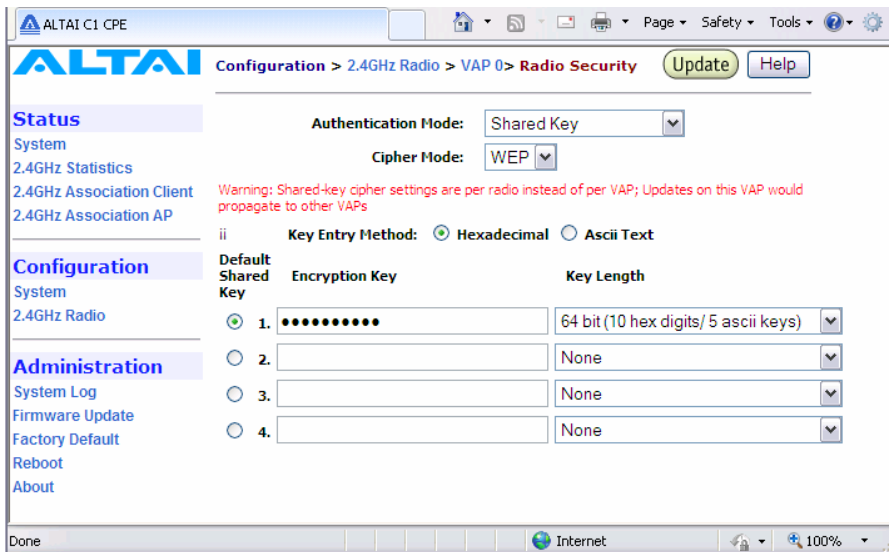 ALTAI C1 CPE
Page Safety Tools
ALTAI
Configuration > 2.4GHz Radio > VAP 0> Radio Security Update Help
Status
System
2.4GHz Statistics
2.4GHz Association Client
2.4GHz Association AP
Configuration
System
2.4GHz Radio
Administration
System Log
Firmware Update
Factory Default
Reboot
About
Authentication Mode: Shared Key
Cipher Mode: WEP
Warning: Shared-key cipher settings are per radio instead of per VAP; Updates on this VAP would
propagate to other VAPs
ii Key Entry Method: Hexadecimal Ascii Text
Default Shared Key Encryption Key Key Length
1. •••••••••• 64 bit (10 hex digits/ 5 ascii keys)
2. None
3. None
4. None
Done Internet 100%